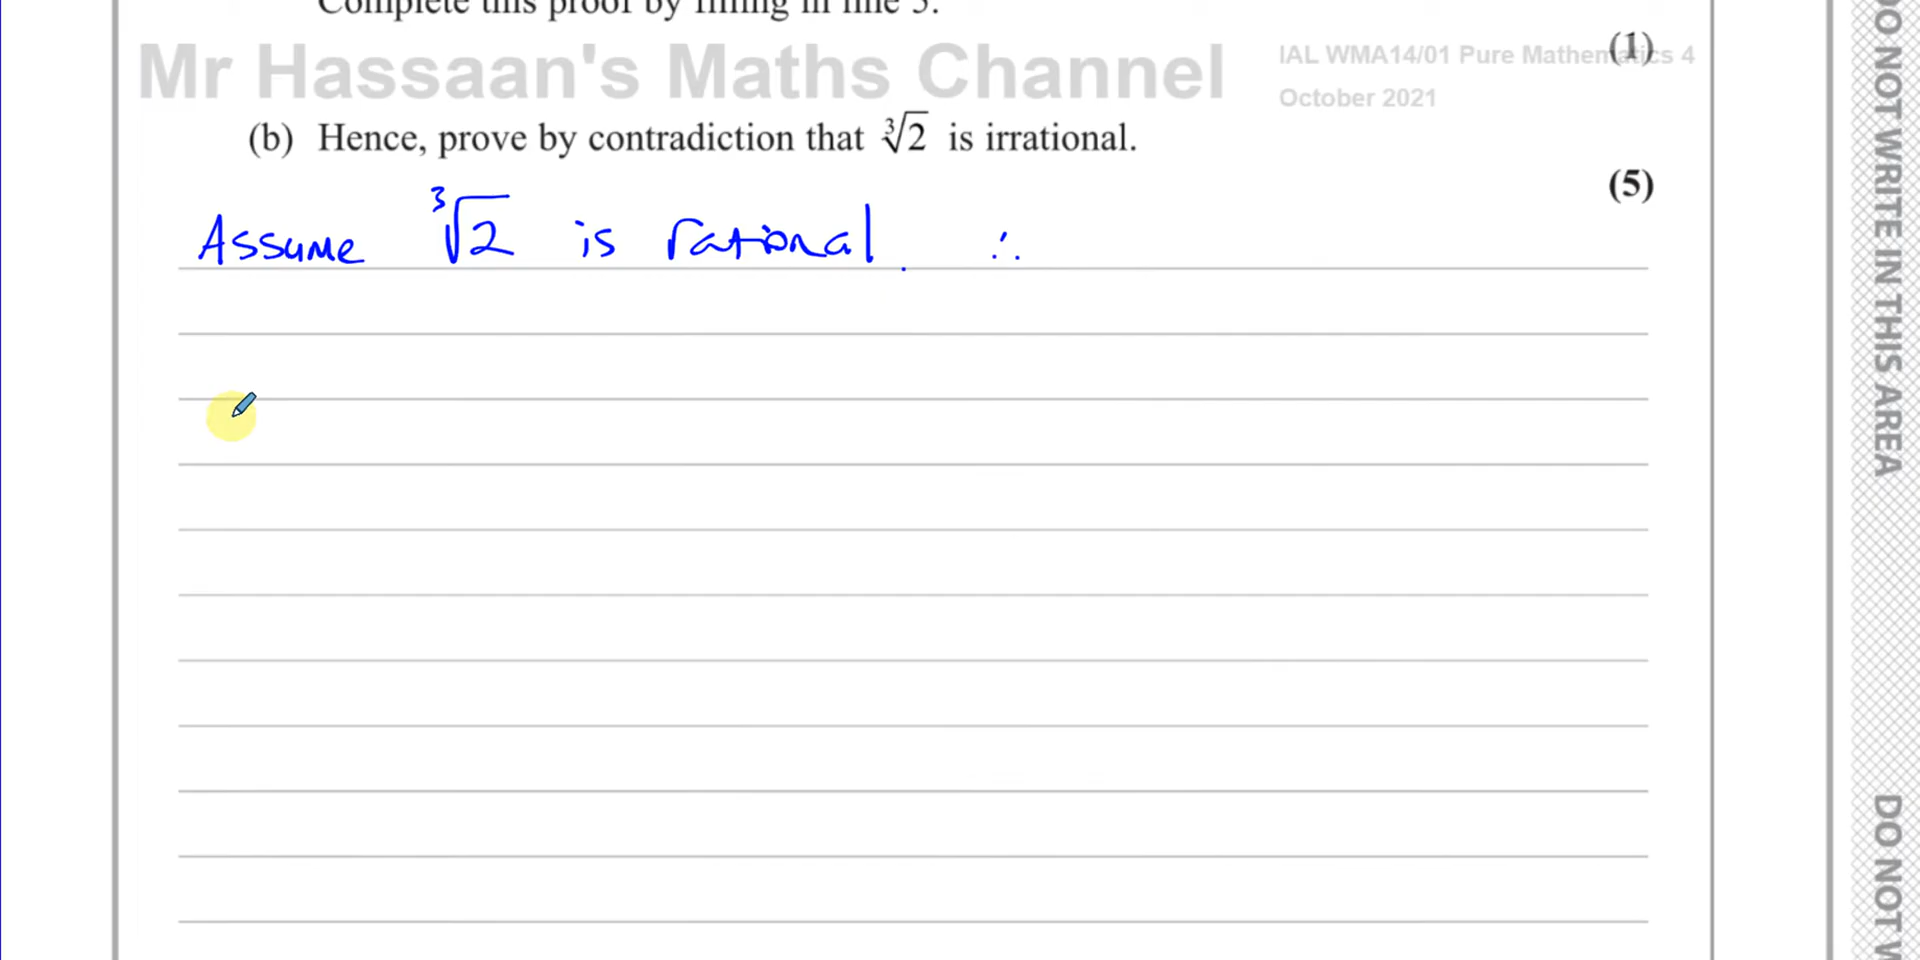 Complete this proof by filling in line 5.
(1)
Mr Hassaan's Maths Channel
IAL WMA14/01 Pure Mathematics 4
October 2021
(b) Hence, prove by contradiction that ∛2 is irrational.
(5)
Assume ∛2 is rational. ∴
DO NOT WRITE IN THIS AREA
DO NOT W